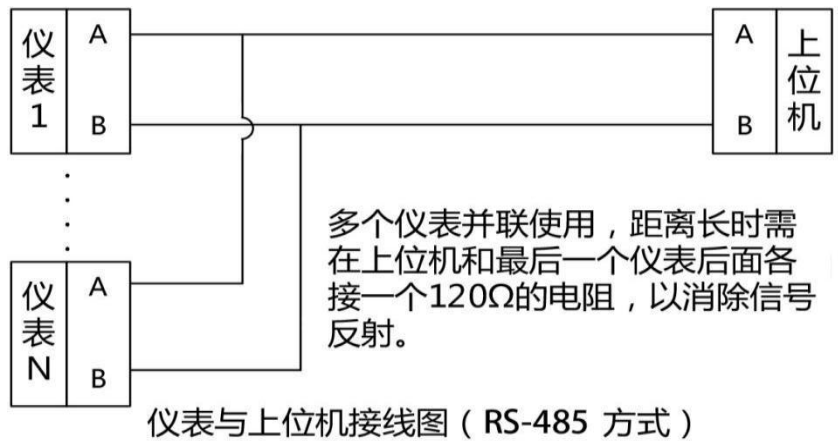 仪表1
A
B
A
B
上位机
多个仪表并联使用，距离长时需
在上位机和最后一个仪表后面各
接一个120Ω的电阻，以消除信号
反射。
仪表N
A
B
仪表与上位机接线图（RS-485 方式）